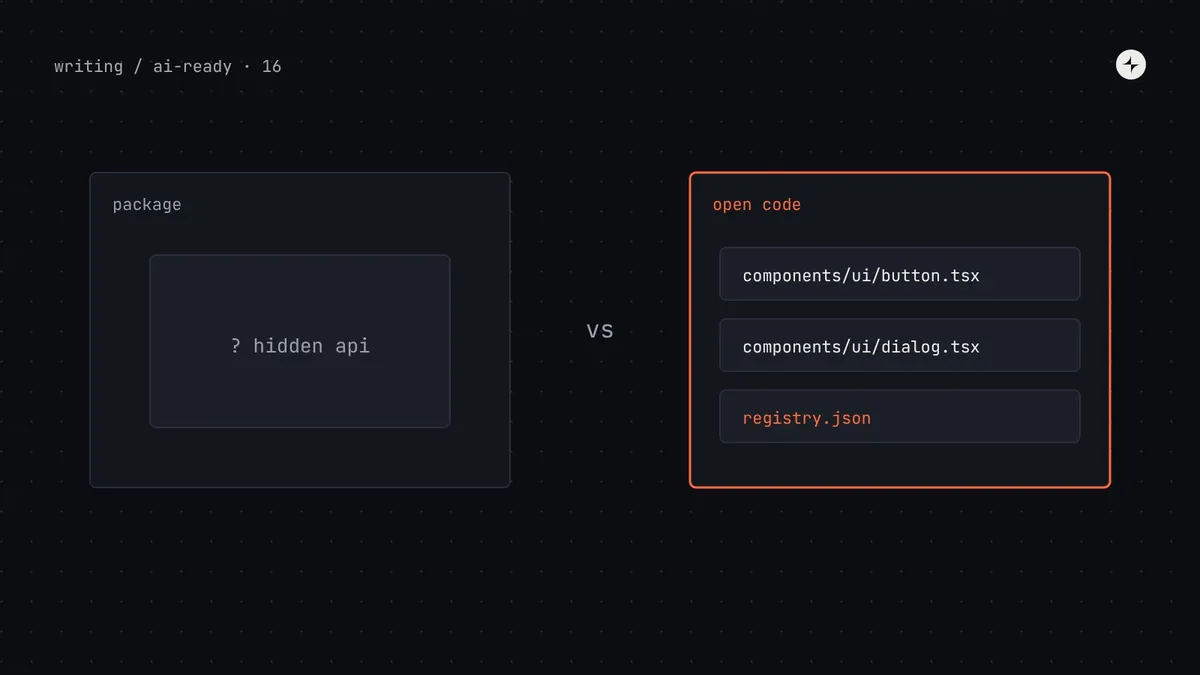 writing / ai-ready · 16
package
? hidden api
vs
open code
components/ui/button.tsx
components/ui/dialog.tsx
registry.json